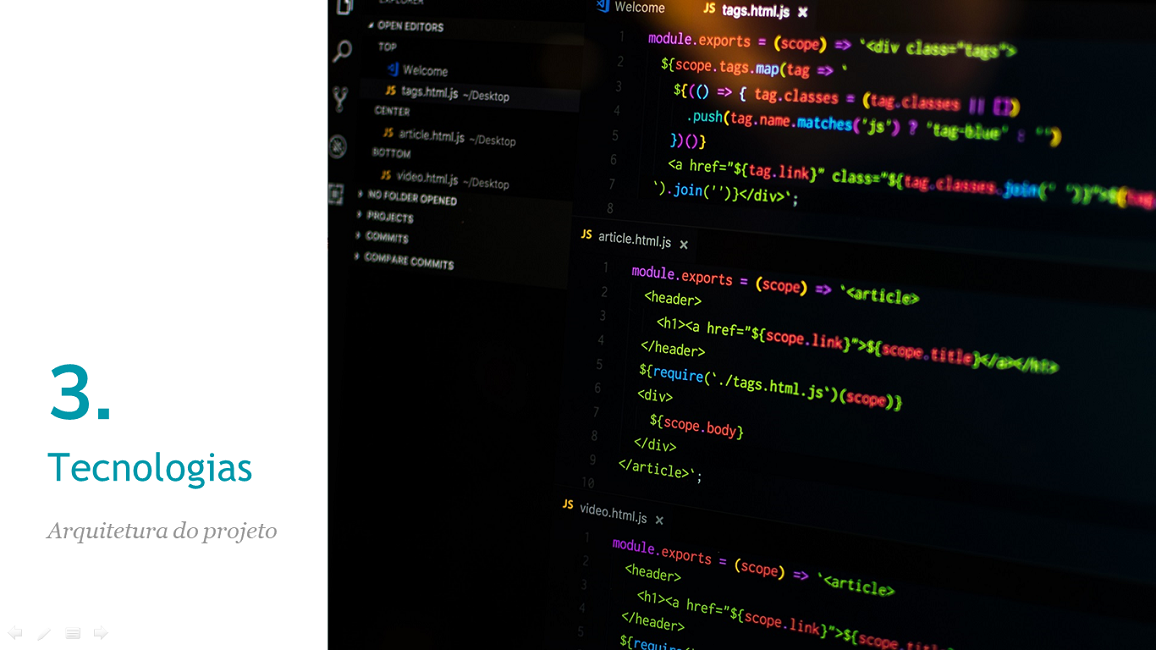 3.
Tecnologias
Arquitetura do projeto
EXPLORER
OPEN EDITORS
TOP
Welcome
tags.html.js ~/Desktop
CENTER
article.html.js ~/Desktop
BOTTOM
video.html.js ~/Desktop
NO FOLDER OPENED
PROJECTS
COMMITS
COMPARE COMMITS
Welcome
JS tags.html.js ×
1 module.exports = (scope) => `<div class="tags">
2 ${scope.tags.map(tag => `
3 ${(() => { tag.classes = (tag.classes || [])
4 .push(tag.name.matches('js') ? 'tag-blue' : '')
5 })()}
6 <a href="${tag.link}" class="${tag.classes.join(' ')}">${tag
7 `).join('')}</div>`;
8
JS article.html.js ×
1 module.exports = (scope) => `<article>
2 <header>
3 <h1><a href="${scope.link}">${scope.title}</a></h1>
4 </header>
5 ${require('./tags.html.js')(scope)}
6 <div>
7 ${scope.body}
8 </div>
9 </article>`;
10
JS video.html.js ×
1 module.exports = (scope) => `<article>
2 <header>
3 <h1><a href="${scope.link}">${scope.title
4 </header>
5 ${require('